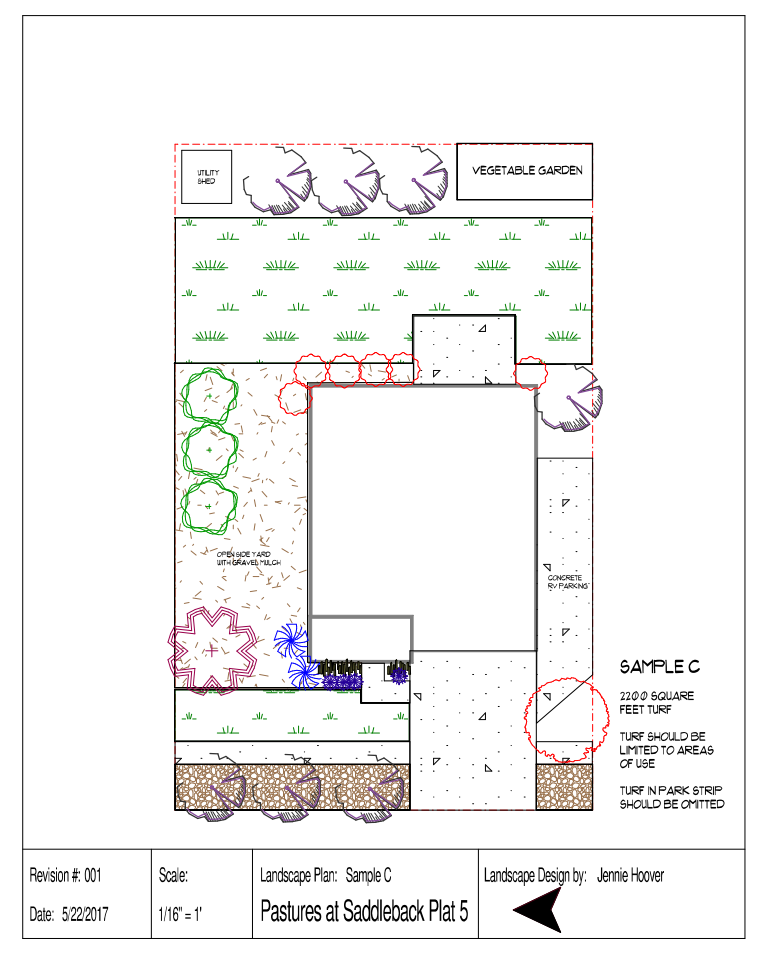 UTILITY
SHED
VEGETABLE GARDEN
OPEN SIDE YARD
WITH GRAVEL MULCH
CONCRETE
RV PARKING
SAMPLE C
2200 SQUARE
FEET TURF
TURF SHOULD BE
LIMITED TO AREAS
OF USE
TURF IN PARK STRIP
SHOULD BE OMITTED
Revision #: 001
Date: 5/22/2017
Scale:
1/16" = 1'
Landscape Plan: Sample C
Pastures at Saddleback Plat 5
Landscape Design by: Jennie Hoover